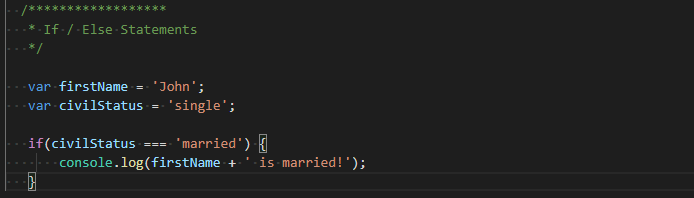 /******************
* If / Else Statements
*/
var firstName = 'John';
var civilStatus = 'single';
if(civilStatus === 'married') {
console.log(firstName + ' is married!');
}